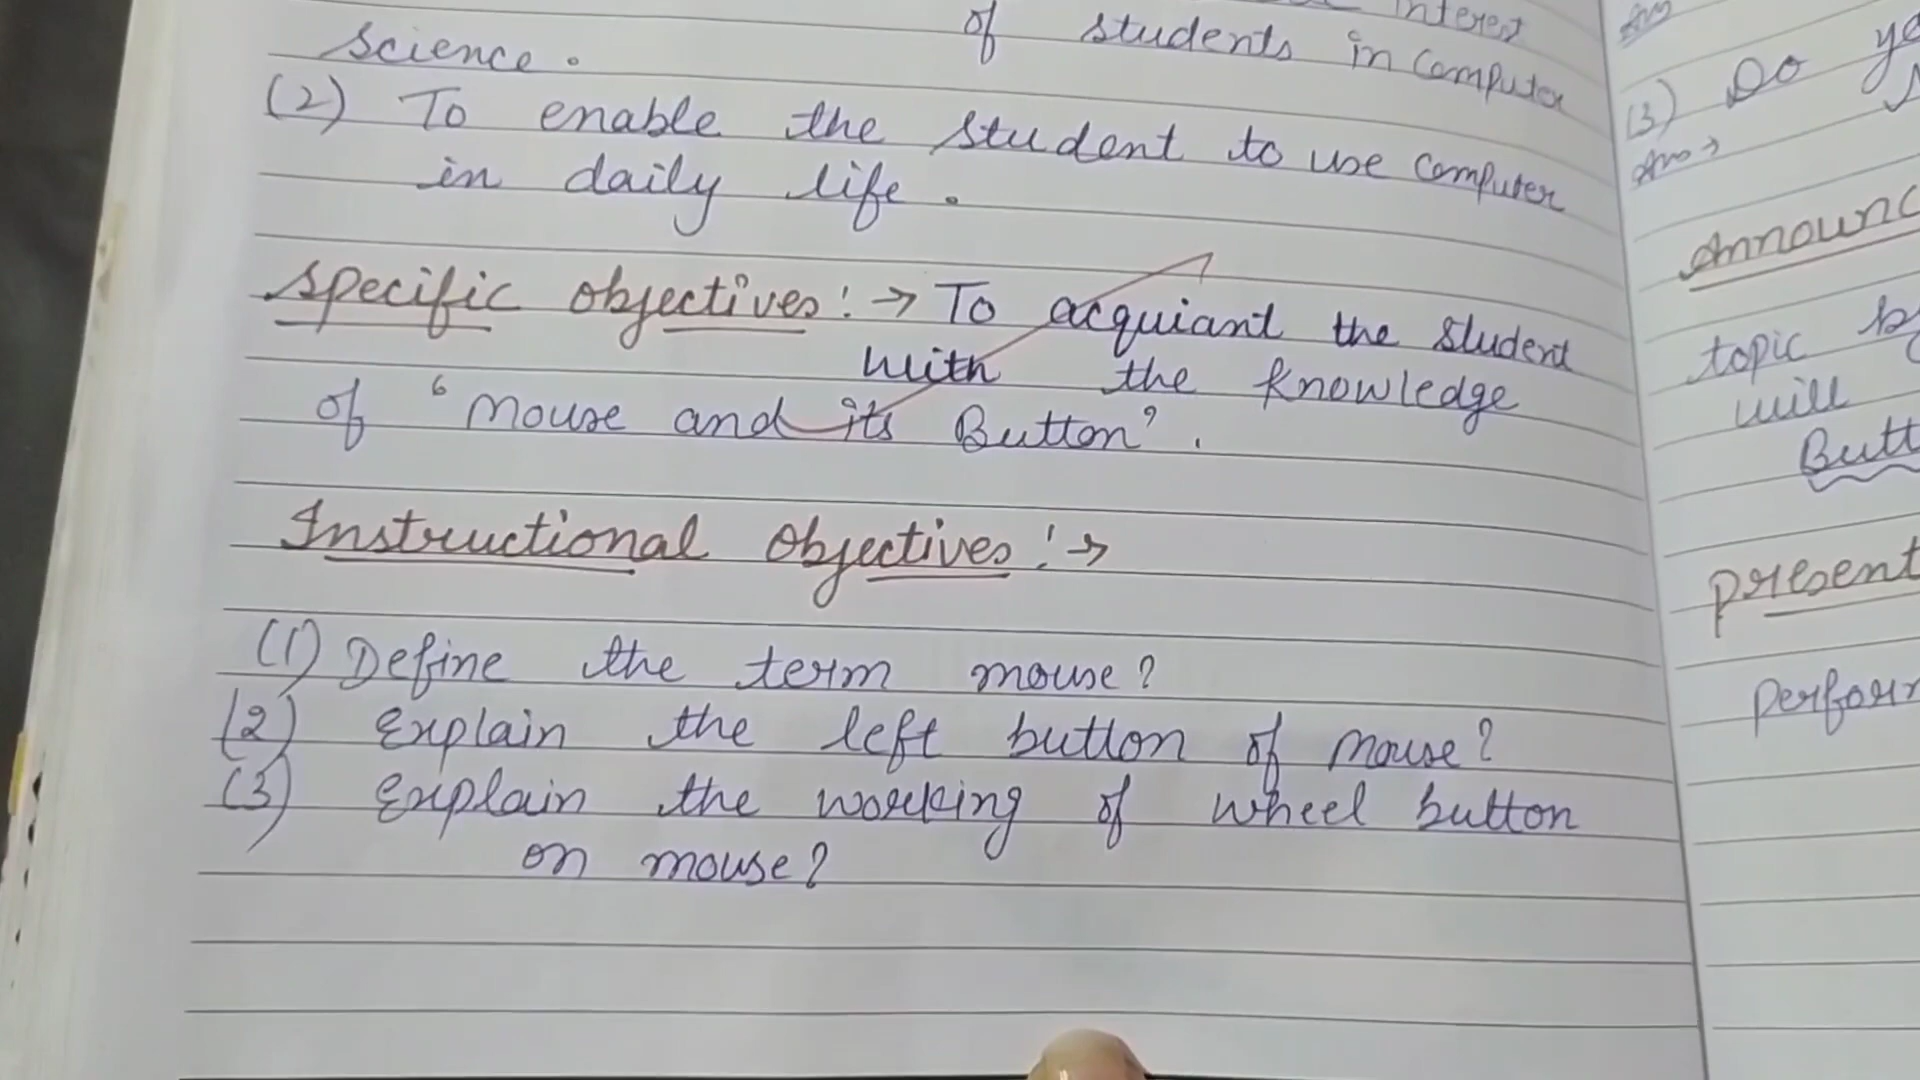 interest
of students in computer
science.
(2) To enable the student to use computer
in daily life.
Specific objectives :→ To acquiant the student
with the knowledge
of "Mouse and its Button".
Instructional objectives :→
(1) Define the term mouse?
(2) Explain the left button of mouse?
(3) Explain the working of wheel button
on mouse?
Ans
(3) Do ye
Ans→
Announc
topic b
will
Butt
Present
Perform